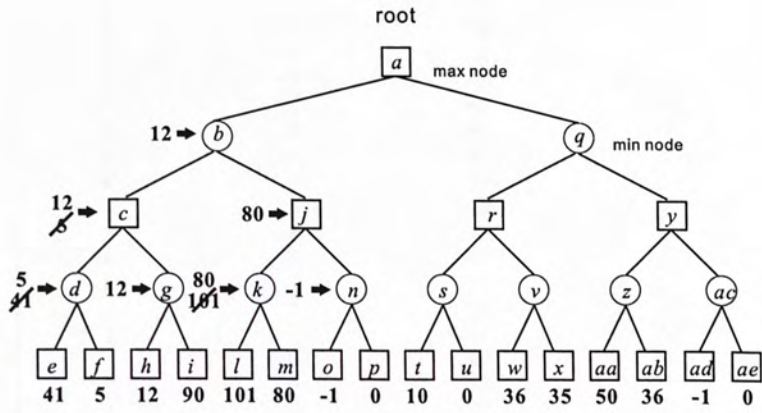 root
a
max node
12 b
q min node
12
5 c
80 j
r
y
5
41 d
12 g
80
101 k
-1 n
s
v
z
ac
e f h i l m o p t u w x aa ab ad ae
41 5 12 90 101 80 -1 0 10 0 36 35 50 36 -1 0